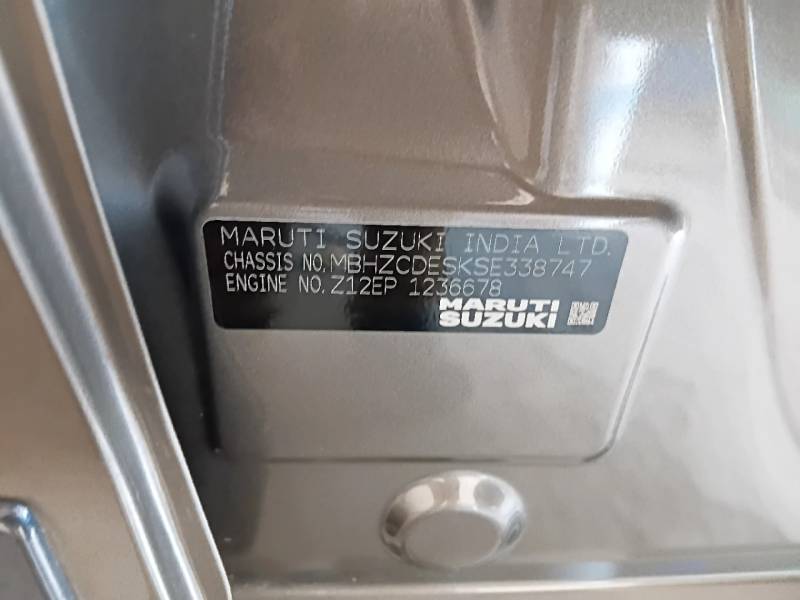 MARUTI SUZUKI INDIA LTD.
CHASSIS NO. MBHZCDESKSE338747
ENGINE NO. Z12EP 1236678
MARUTI
SUZUKI